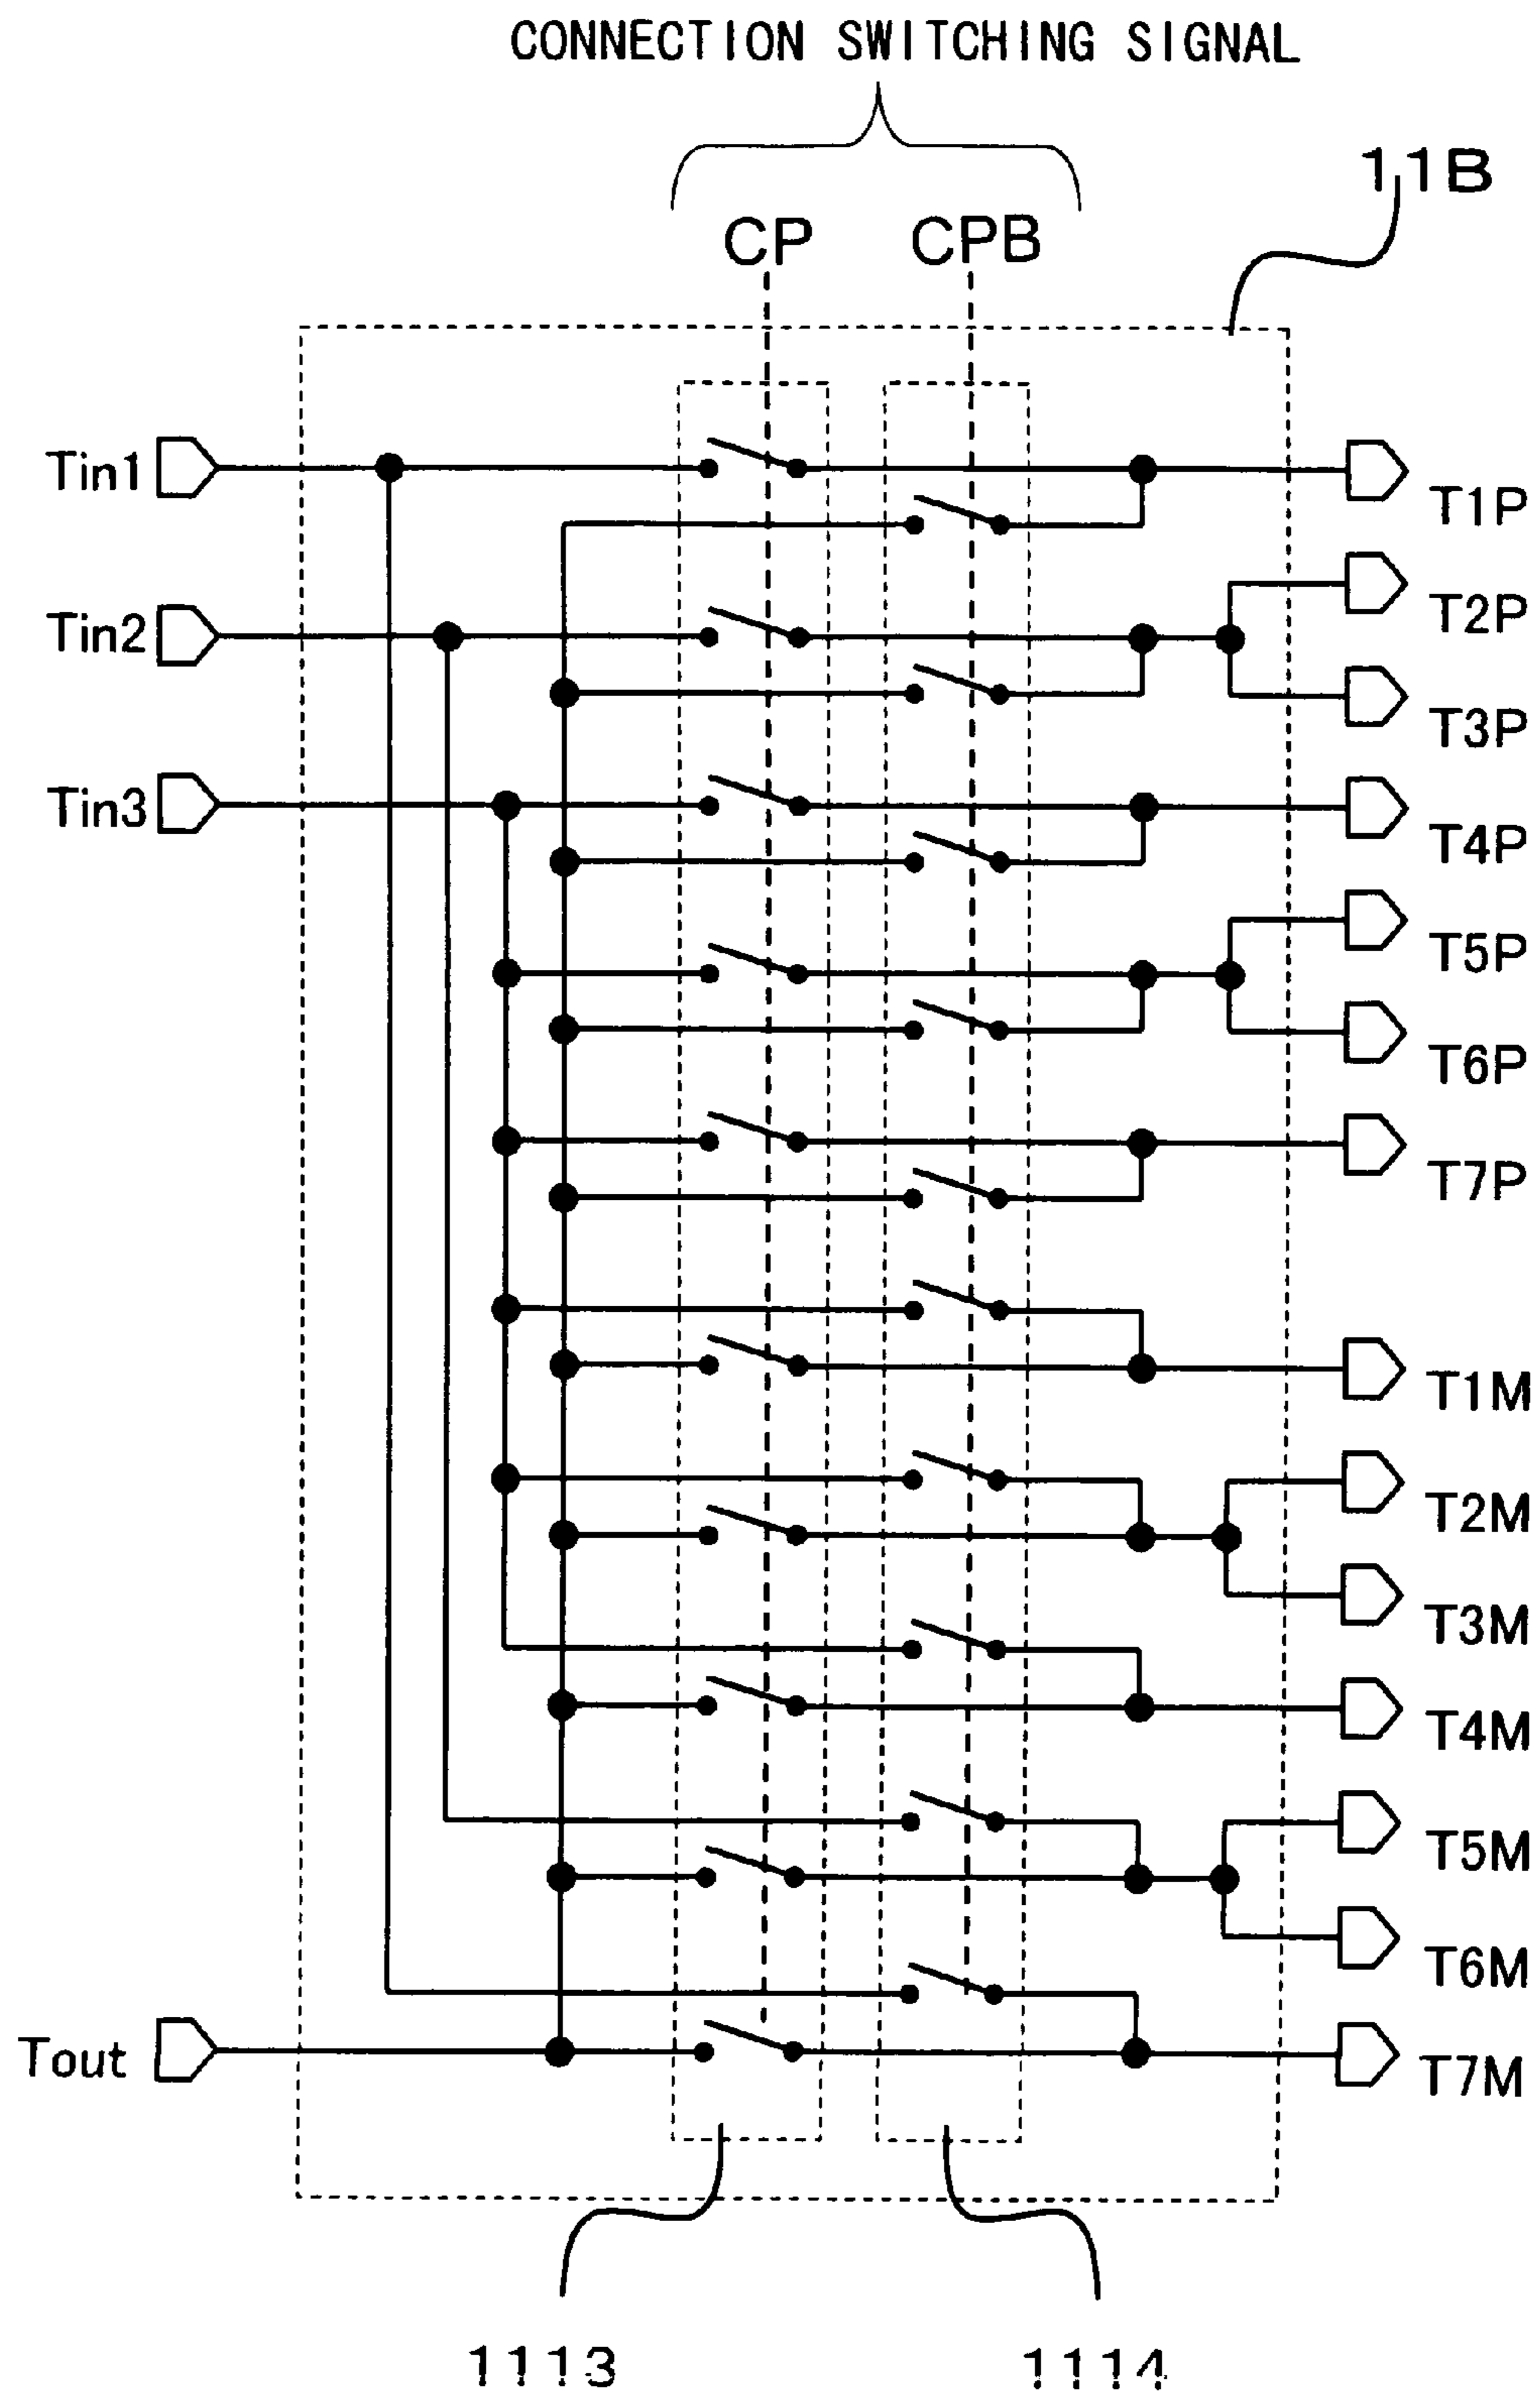 CONNECTION SWITCHING SIGNAL
11B
CP CPB
Tin1
T1P
Tin2
T2P
T3P
Tin3
T4P
T5P
T6P
T7P
T1M
T2M
T3M
T4M
T5M
T6M
Tout
T7M
1113
1114